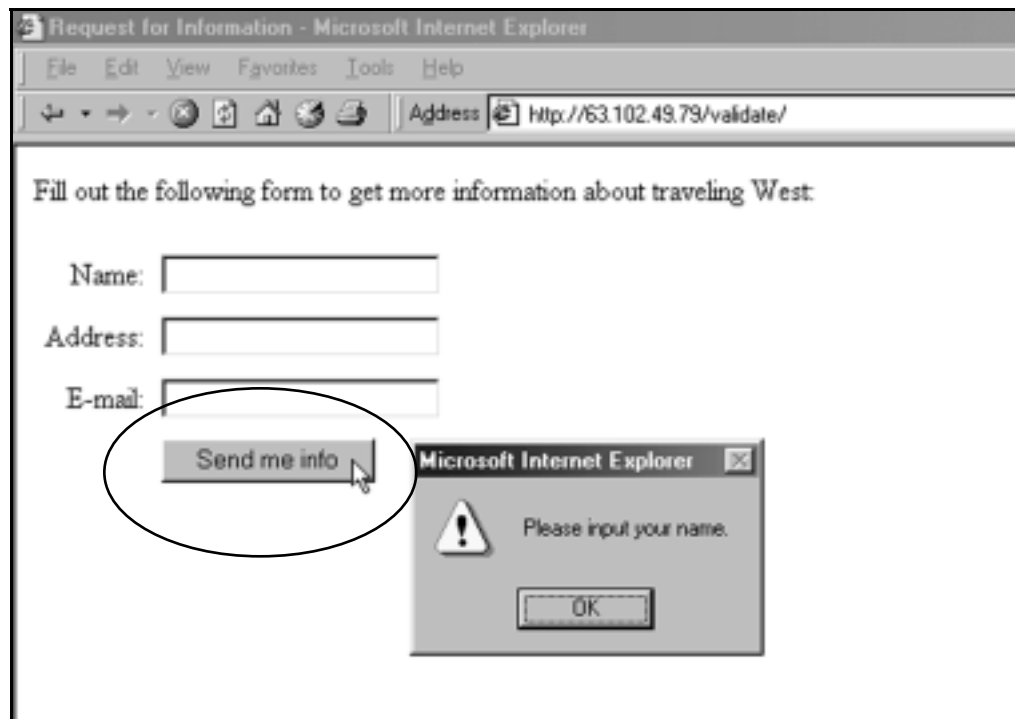 Request for Information - Microsoft Internet Explorer
File Edit View Favorites Tools Help
Address http://63.102.49.79/validate/
Fill out the following form to get more information about traveling West:
Name:
Address:
E-mail:
Send me info
Microsoft Internet Explorer
Please input your name.
OK